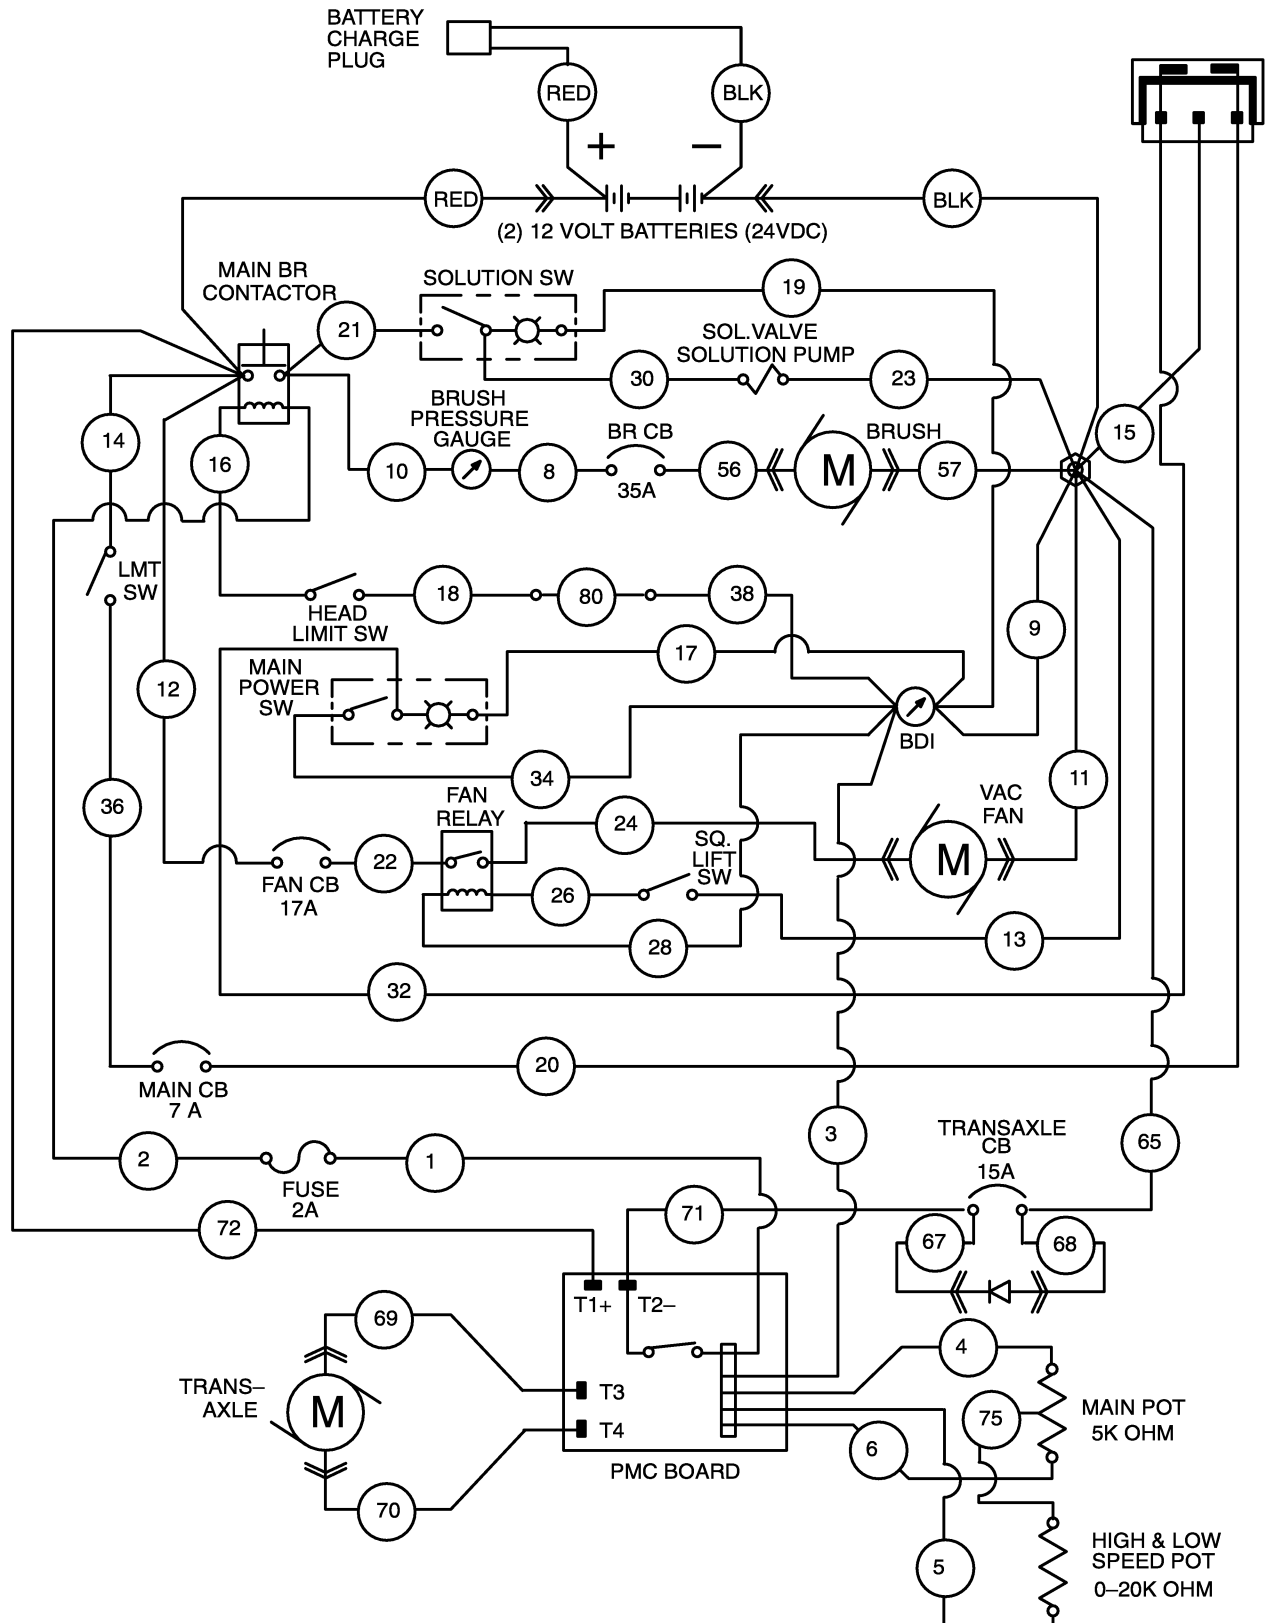 BATTERY
CHARGE
PLUG
RED
BLK
+
−
RED
BLK
(2) 12 VOLT BATTERIES (24VDC)
MAIN BR
CONTACTOR
SOLUTION SW
19
21
SOL.VALVE
SOLUTION PUMP
30
23
BRUSH
PRESSURE
GAUGE
BR CB
BRUSH
15
14
16
10
8
35A
56
M
57
LMT
SW
HEAD
LIMIT SW
18
80
38
9
17
MAIN
POWER
SW
12
BDI
34
11
36
FAN
RELAY
24
VAC
FAN
SQ.
LIFT
SW
22
M
FAN CB
17A
26
28
13
32
20
MAIN CB
7 A
3
TRANSAXLE
CB
15A
65
2
1
FUSE
2A
72
71
67
68
T1+
T2−
69
4
TRANS−
AXLE
M
T3
T4
75
MAIN POT
5K OHM
6
PMC BOARD
70
5
HIGH & LOW
SPEED POT
0−20K OHM